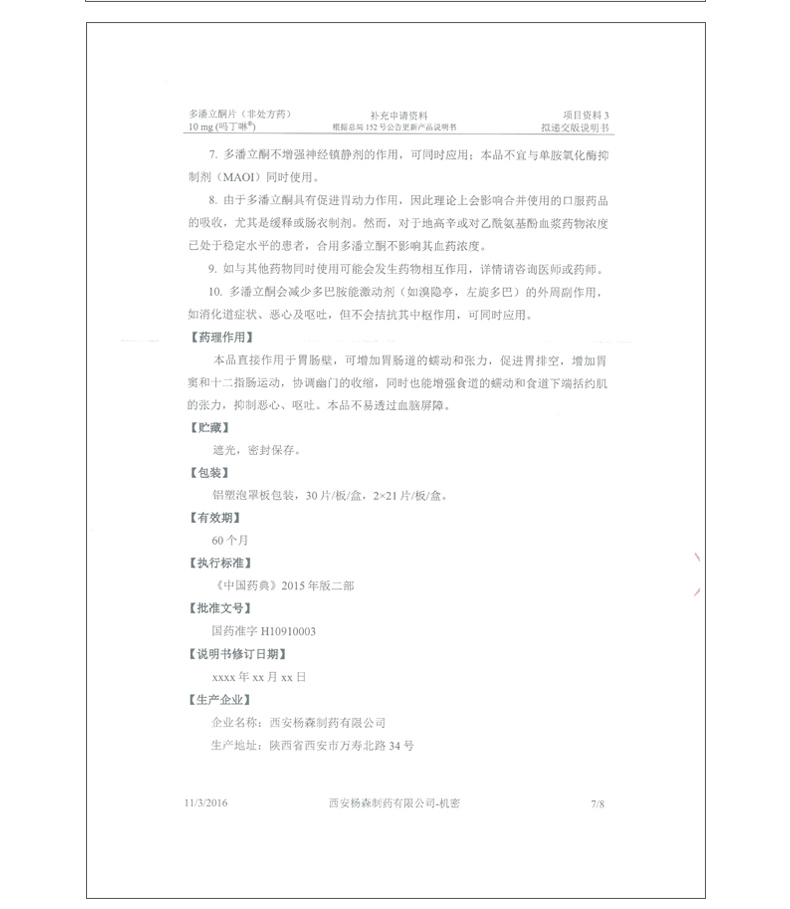 多潘立酮片（非处方药）
10 mg (吗丁啉®)
补充申请资料
根据总局 152 号公告更新产品说明书
项目资料 3
拟递交版说明书
7. 多潘立酮不增强神经镇静剂的作用，可同时应用；本品不宜与单胺氧化酶抑
制剂（MAOI）同时使用。
8. 由于多潘立酮具有促进胃动力作用，因此理论上会影响合并使用的口服药品
的吸收，尤其是缓释或肠衣制剂。然而，对于地高辛或对乙酰氨基酚血浆药物浓度
已处于稳定水平的患者，合用多潘立酮不影响其血药浓度。
9. 如与其他药物同时使用可能会发生药物相互作用，详情请咨询医师或药师。
10. 多潘立酮会减少多巴胺能激动剂（如溴隐亭，左旋多巴）的外周副作用，
如消化道症状、恶心及呕吐，但不会拮抗其中枢作用，可同时应用。
【药理作用】
本品直接作用于胃肠壁，可增加胃肠道的蠕动和张力，促进胃排空，增加胃
窦和十二指肠运动，协调幽门的收缩，同时也能增强食道的蠕动和食道下端括约肌
的张力，抑制恶心、呕吐。本品不易透过血脑屏障。
【贮藏】
遮光，密封保存。
【包装】
铝塑泡罩板包装，30 片/板/盒，2×21 片/板/盒。
【有效期】
60 个月
【执行标准】
《中国药典》2015 年版二部
【批准文号】
国药准字 H10910003
【说明书修订日期】
xxxx 年 xx 月 xx 日
【生产企业】
企业名称：西安杨森制药有限公司
生产地址：陕西省西安市万寿北路 34 号
11/3/2016
西安杨森制药有限公司-机密
7/8